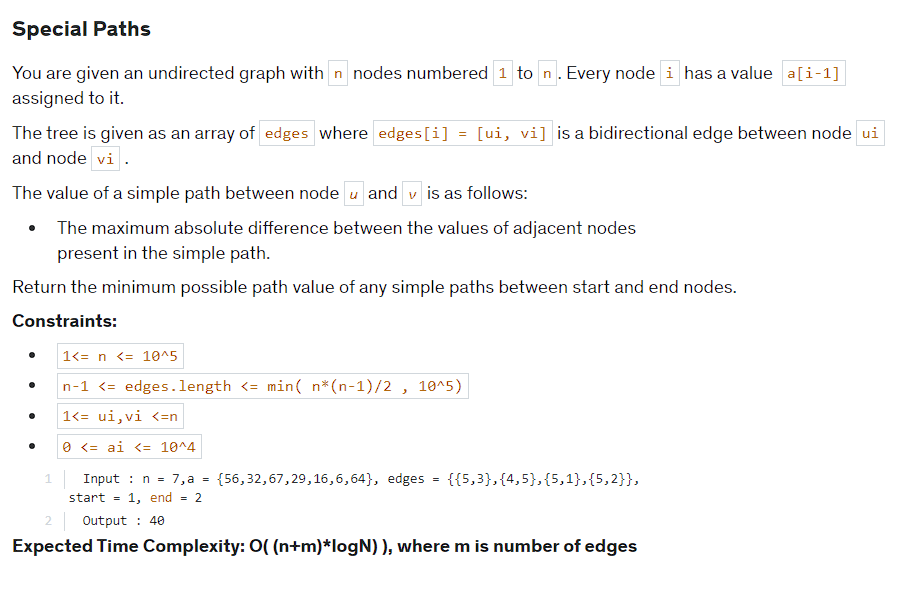 Special Paths
You are given an undirected graph with n nodes numbered 1 to n. Every node i has a value a[i-1]
assigned to it.
The tree is given as an array of edges where edges[i] = [ui, vi] is a bidirectional edge between node ui
and node vi .
The value of a simple path between node u and v is as follows:
• The maximum absolute difference between the values of adjacent nodes
present in the simple path.
Return the minimum possible path value of any simple paths between start and end nodes.
Constraints:
• 1<= n <= 10^5
• n-1 <= edges.length <= min( n*(n-1)/2 , 10^5)
• 1<= ui,vi <=n
• 0 <= ai <= 10^4
1 Input : n = 7,a = {56,32,67,29,16,6,64}, edges = {{5,3},{4,5},{5,1},{5,2}},
start = 1, end = 2
2 Output : 40
Expected Time Complexity: O( (n+m)*logN) ), where m is number of edges